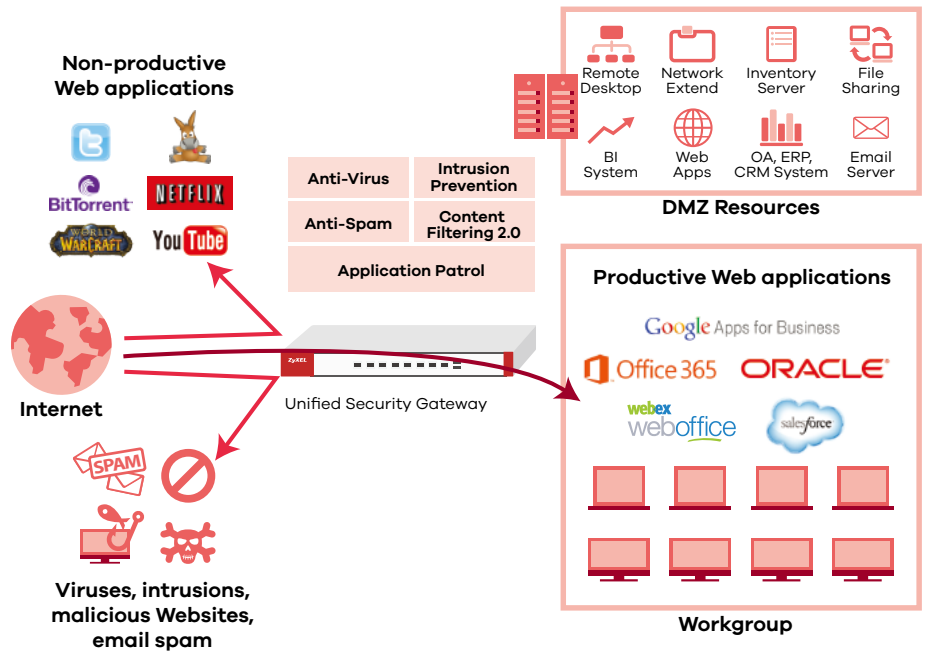 Non-productive
Web applications
BitTorrent
NETFLIX
WORLD
WARCRAFT
YouTube
Internet
SPAM
Viruses, intrusions,
malicious Websites,
email spam
Anti-Virus
Intrusion
Prevention
Anti-Spam
Content
Filtering 2.0
Application Patrol
ZyXEL
Unified Security Gateway
Remote
Desktop
Network
Extend
Inventory
Server
File
Sharing
BI
System
Web
Apps
OA, ERP,
CRM System
Email
Server
DMZ Resources
Productive Web applications
Google Apps for Business
Office 365
ORACLE®
webex
weboffice
salesforce
Workgroup